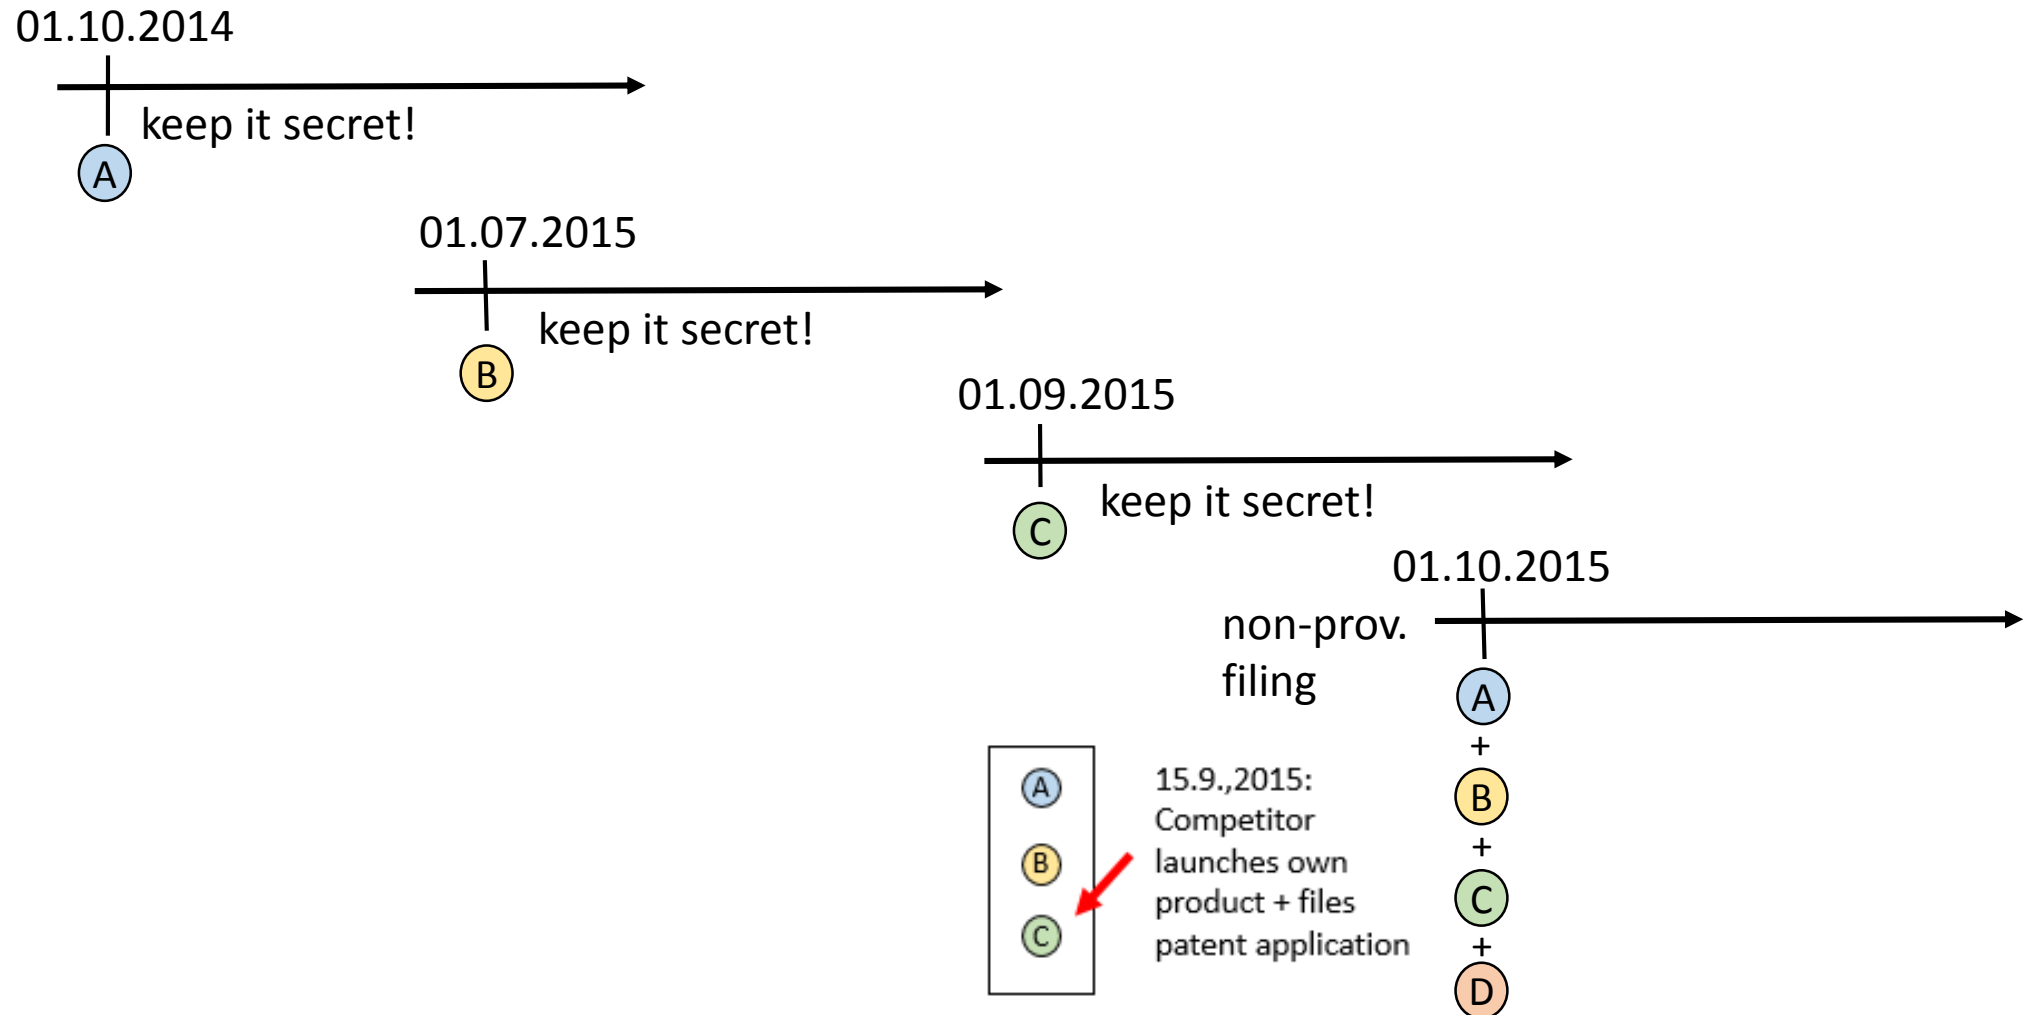 01.10.2014
keep it secret!
A
01.07.2015
keep it secret!
B
01.09.2015
keep it secret!
C
01.10.2015
non-prov.
filing
A
+
B
+
C
+
D
A
B
C
15.9.,2015:
Competitor
launches own
product + files
patent application